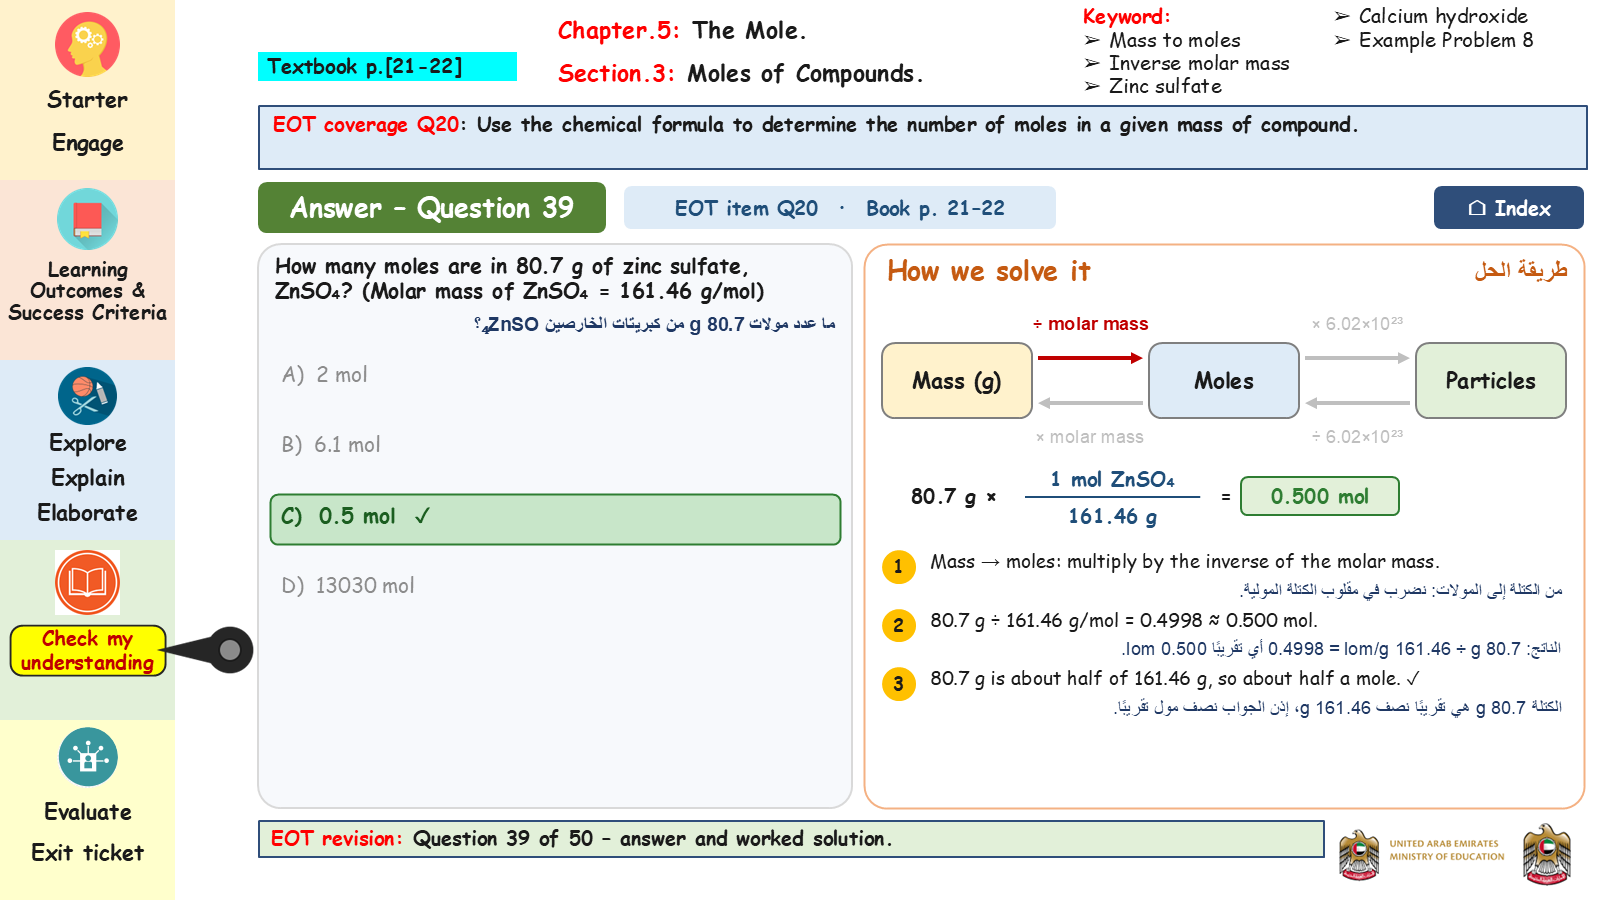 Starter
Engage
Learning
Outcomes &
Success Criteria
Explore
Explain
Elaborate
Check my
understanding
Evaluate
Exit ticket
Textbook p.[21-22]
Chapter.5: The Mole.
Section.3: Moles of Compounds.
Keyword:
➢ Mass to moles
➢ Inverse molar mass
➢ Zinc sulfate
➢ Calcium hydroxide
➢ Example Problem 8
EOT coverage Q20: Use the chemical formula to determine the number of moles in a given mass of compound.
Answer – Question 39
EOT item Q20 · Book p. 21–22
☖ Index
How many moles are in 80.7 g of zinc sulfate,
ZnSO₄? (Molar mass of ZnSO₄ = 161.46 g/mol)
ما عدد مولات 80.7 g من كبريتات الخارصين ZnSO₄؟
A) 2 mol
B) 6.1 mol
C) 0.5 mol ✓
D) 13030 mol
How we solve it
طريقة الحل
÷ molar mass
× 6.02×10²³
Mass (g)
Moles
Particles
× molar mass
÷ 6.02×10²³
1 mol ZnSO₄
80.7 g × = 0.500 mol
161.46 g
1 Mass → moles: multiply by the inverse of the molar mass.
من الكتلة إلى المولات: نضرب في مقلوب الكتلة المولية.
2 80.7 g ÷ 161.46 g/mol = 0.4998 ≈ 0.500 mol.
الناتج: 80.7 g ÷ 161.46 g/mol = 0.4998 أي تقريبًا 0.500 mol.
3 80.7 g is about half of 161.46 g, so about half a mole. ✓
الكتلة 80.7 g هي تقريبًا نصف 161.46 g، إذن الجواب نصف مول تقريبًا.
EOT revision: Question 39 of 50 – answer and worked solution.
UNITED ARAB EMIRATES
MINISTRY OF EDUCATION